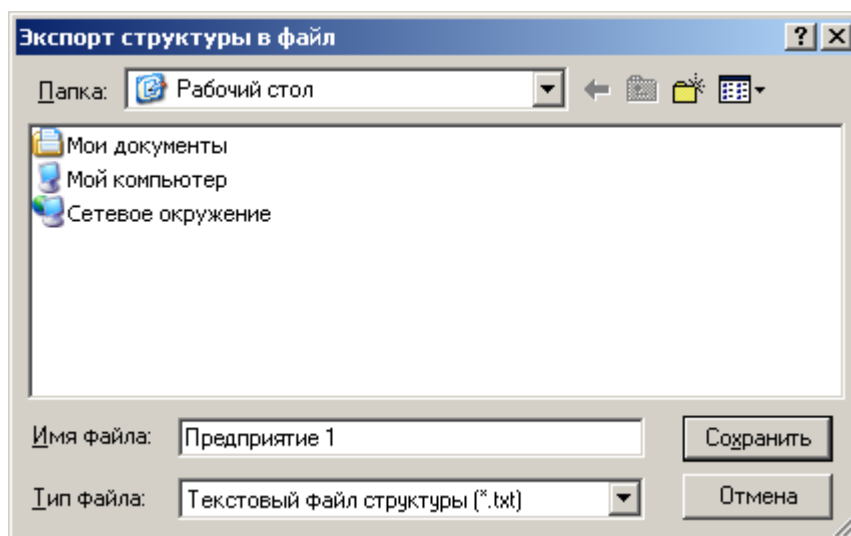 Экспорт структуры в файл
Папка: Рабочий стол
Мои документы
Мой компьютер
Сетевое окружение
Имя файла: Предприятие 1 Сохранить
Тип файла: Текстовый файл структуры (*.txt) Отмена